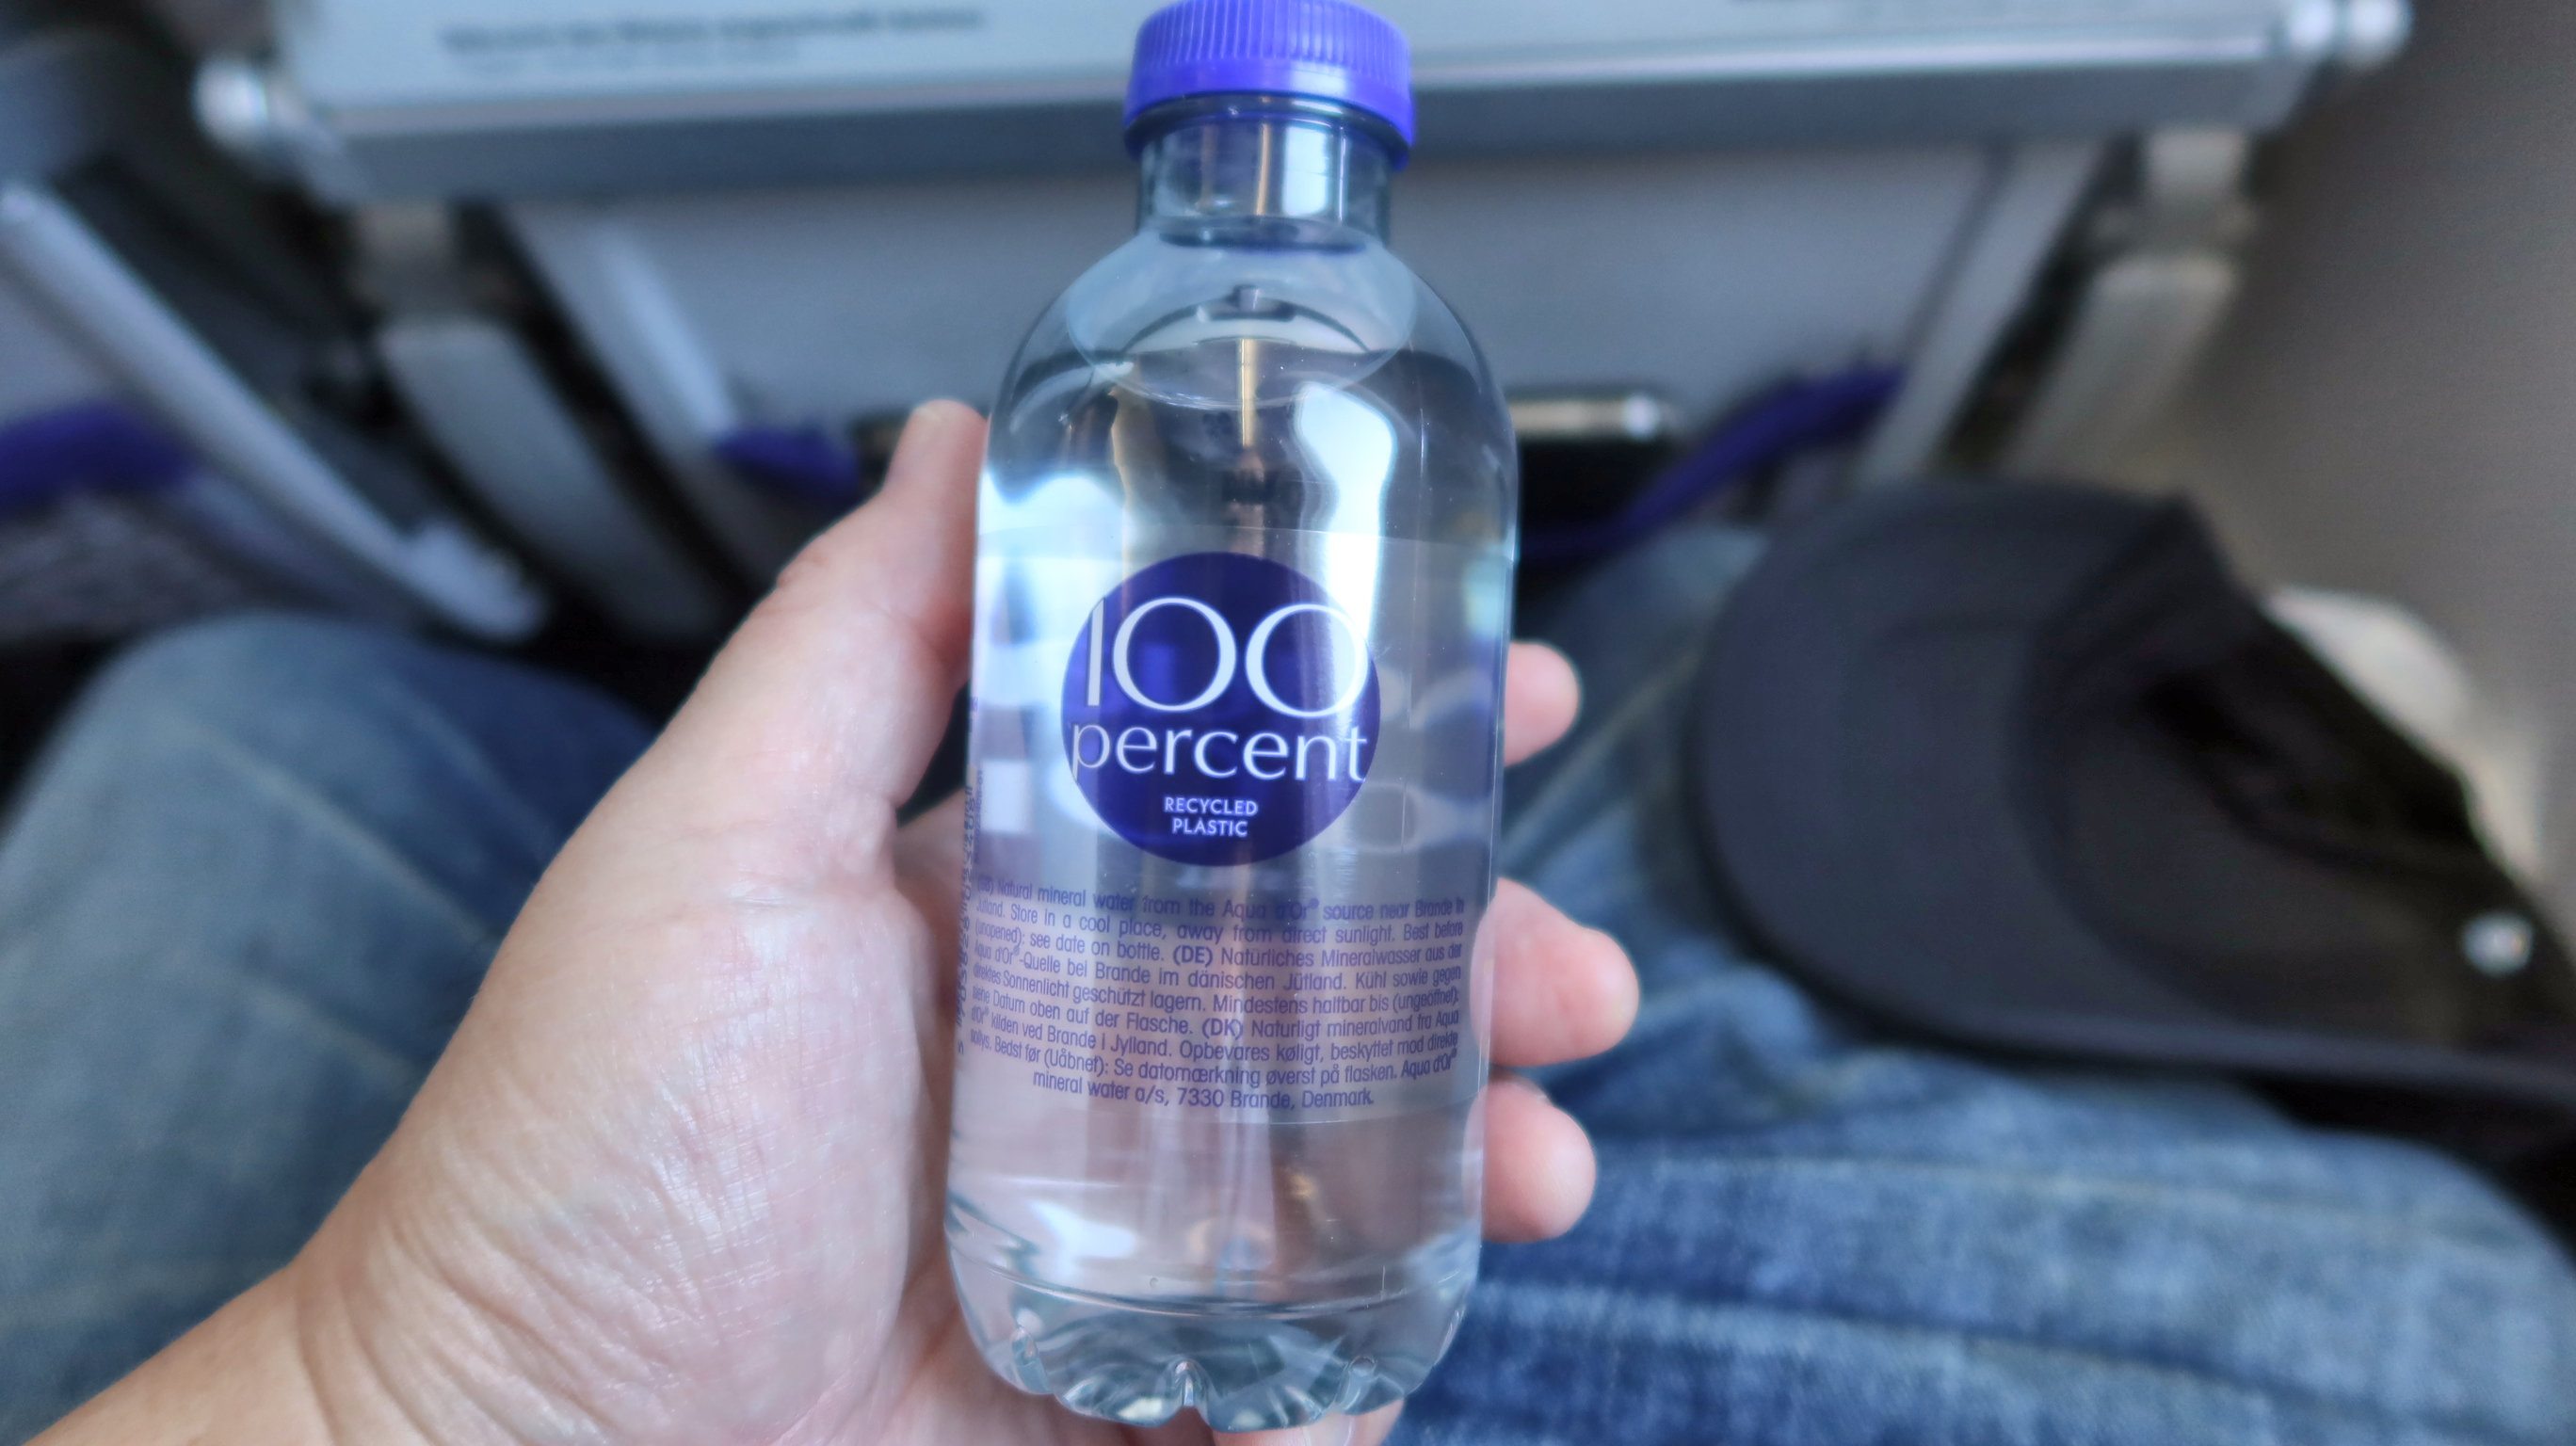 100
percent
RECYCLED
PLASTIC
Natural mineral water from the Aqua d'Or® source near Brande in
Jutland. Store in a cool place, away from direct sunlight. Best before
(unopened): see date on bottle. (DE) Natürliches Mineralwasser aus der
Aqua d'Or®-Quelle bei Brande im dänischen Jütland. Kühl sowie gegen
direktes Sonnenlicht geschützt lagern. Mindestens haltbar bis (ungeöffnet):
siehe Datum oben auf der Flasche. (DK) Naturligt mineralvand fra Aqua
d'Or® kilden ved Brande i Jylland. Opbevares køligt, beskyttet mod direkte
sollys. Bedst før (Uåbnet): Se datomærkning øverst på flasken. Aqua d'Or®
mineral water a/s, 7330 Brande, Denmark.